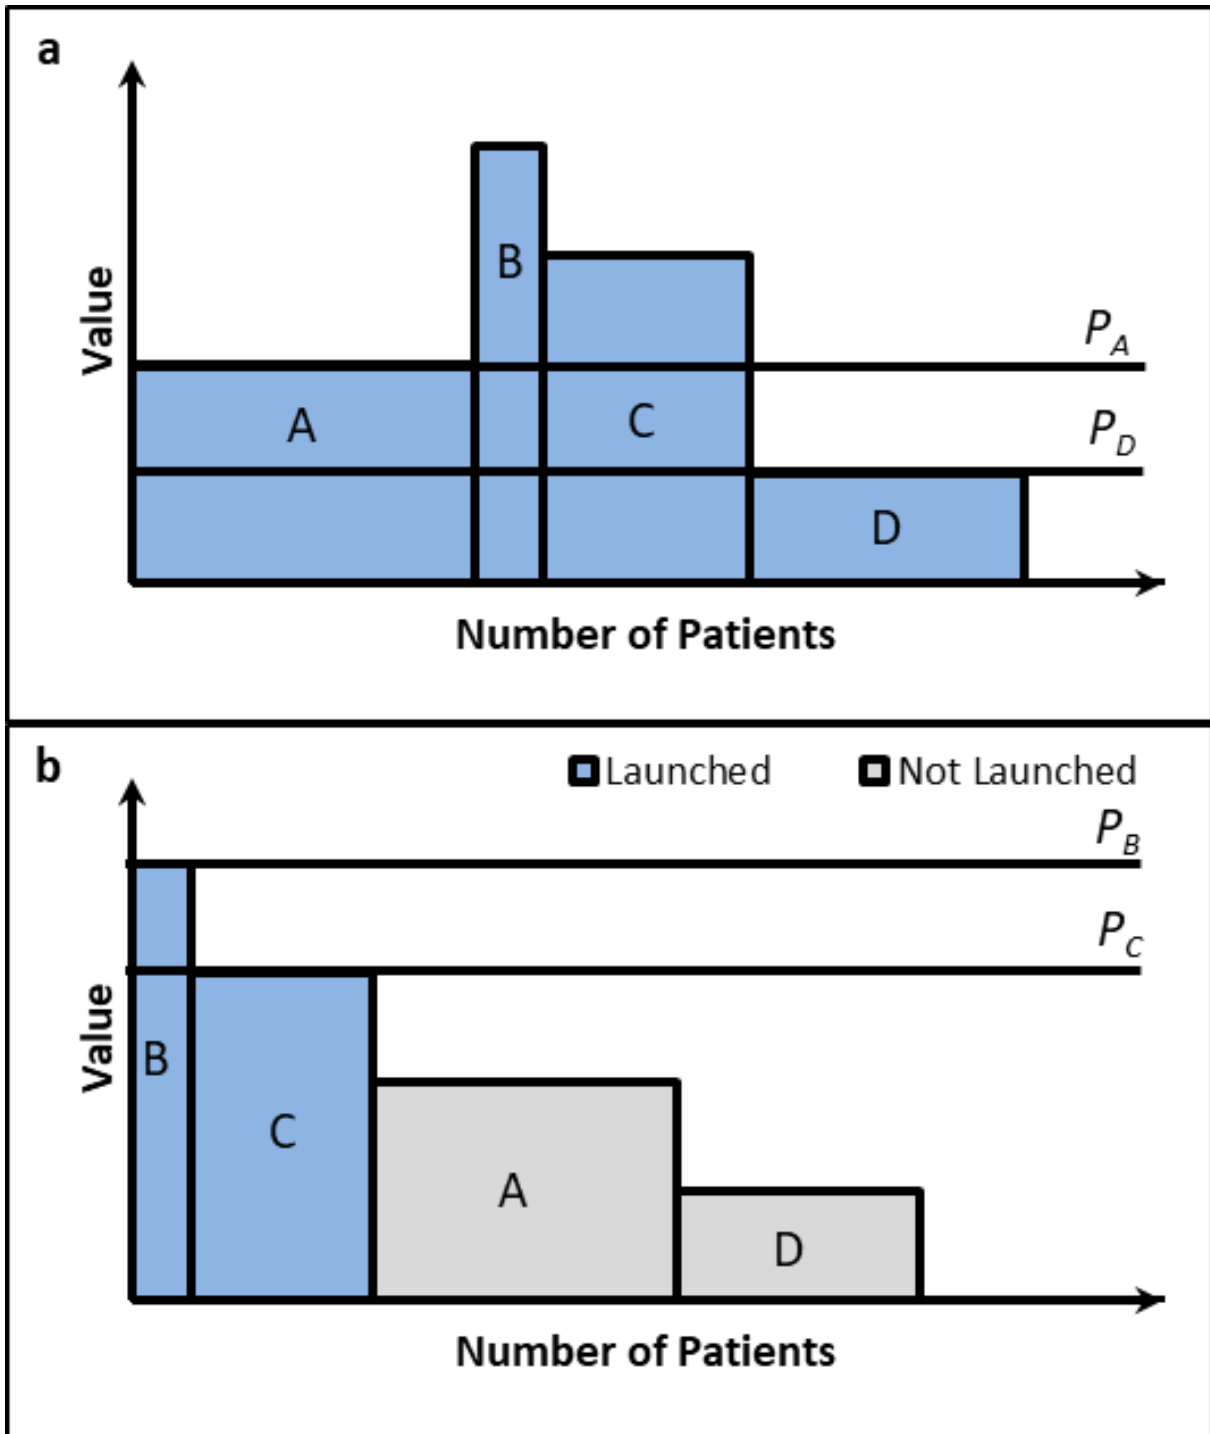 a
B
P_A
A
C
P_D
D
Value
Number of Patients
b
Launched
Not Launched
P_B
P_C
B
C
A
D
Value
Number of Patients